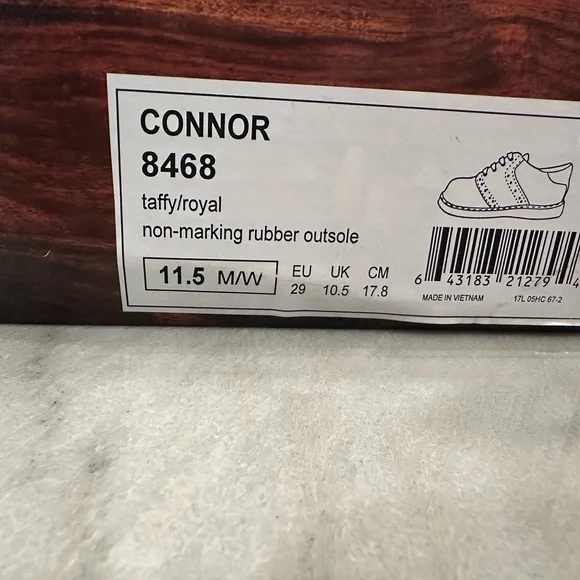 CONNOR
8468
taffy/royal
non-marking rubber outsole
11.5 M/W
EU UK CM
29 10.5 17.8
6 43183 21279 4
MADE IN VIETNAM 17L 05HC 67-2